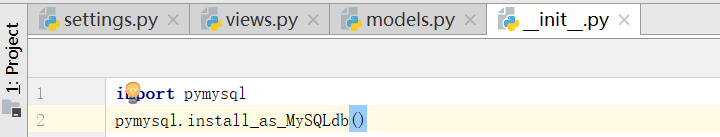 settings.py × views.py × models.py × __init__.py ×
1: Project
1 import pymysql
2 pymysql.install_as_MySQLdb()